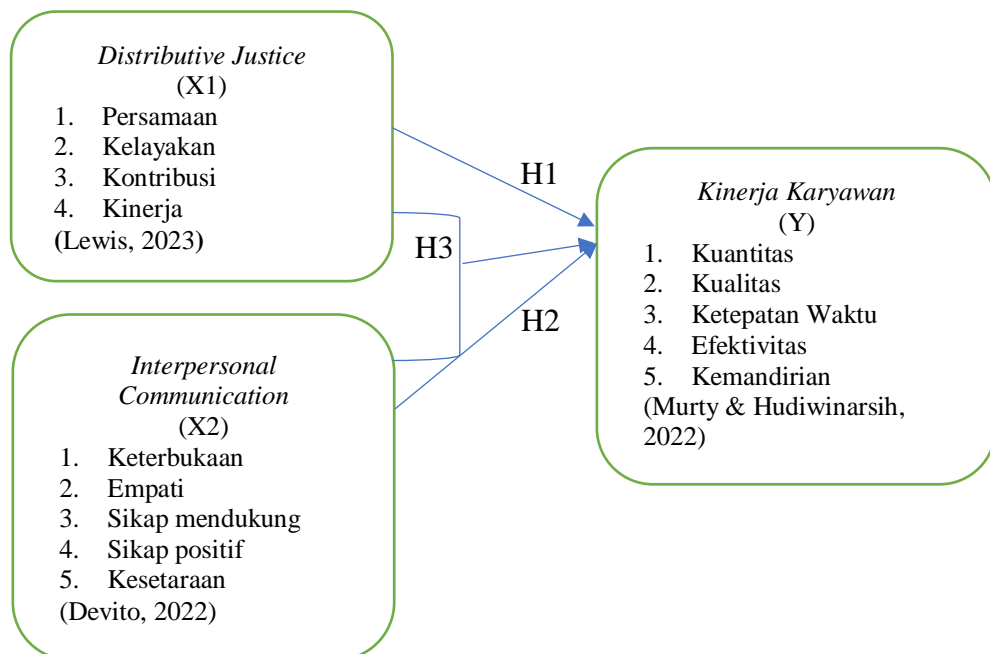 Distributive Justice
(X1)
1. Persamaan
2. Kelayakan
3. Kontribusi
4. Kinerja
(Lewis, 2023)
H1
H3
H2
Interpersonal
Communication
(X2)
1. Keterbukaan
2. Empati
3. Sikap mendukung
4. Sikap positif
5. Kesetaraan
(Devito, 2022)
Kinerja Karyawan
(Y)
1. Kuantitas
2. Kualitas
3. Ketepatan Waktu
4. Efektivitas
5. Kemandirian
(Murty & Hudiwinarsih,
2022)